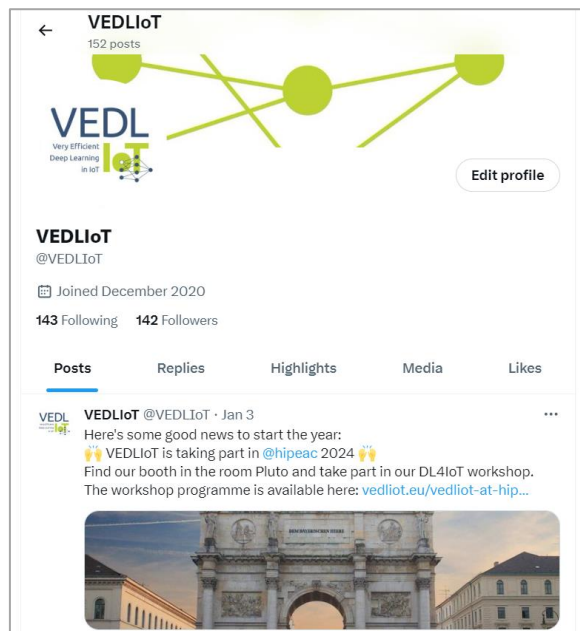 VEDLIoT
152 posts
VEDL
Very Efficient
Deep Learning
in IoT
IoT
Edit profile
VEDLIoT
@VEDLIoT
Joined December 2020
143 Following 142 Followers
Posts Replies Highlights Media Likes
VEDL
IoT
VEDLIoT @VEDLIoT · Jan 3
Here's some good news to start the year:
🙌 VEDLIoT is taking part in @hipeac 2024 🙌
Find our booth in the room Pluto and take part in our DL4IoT workshop.
The workshop programme is available here: vedliot.eu/vedliot-at-hip...